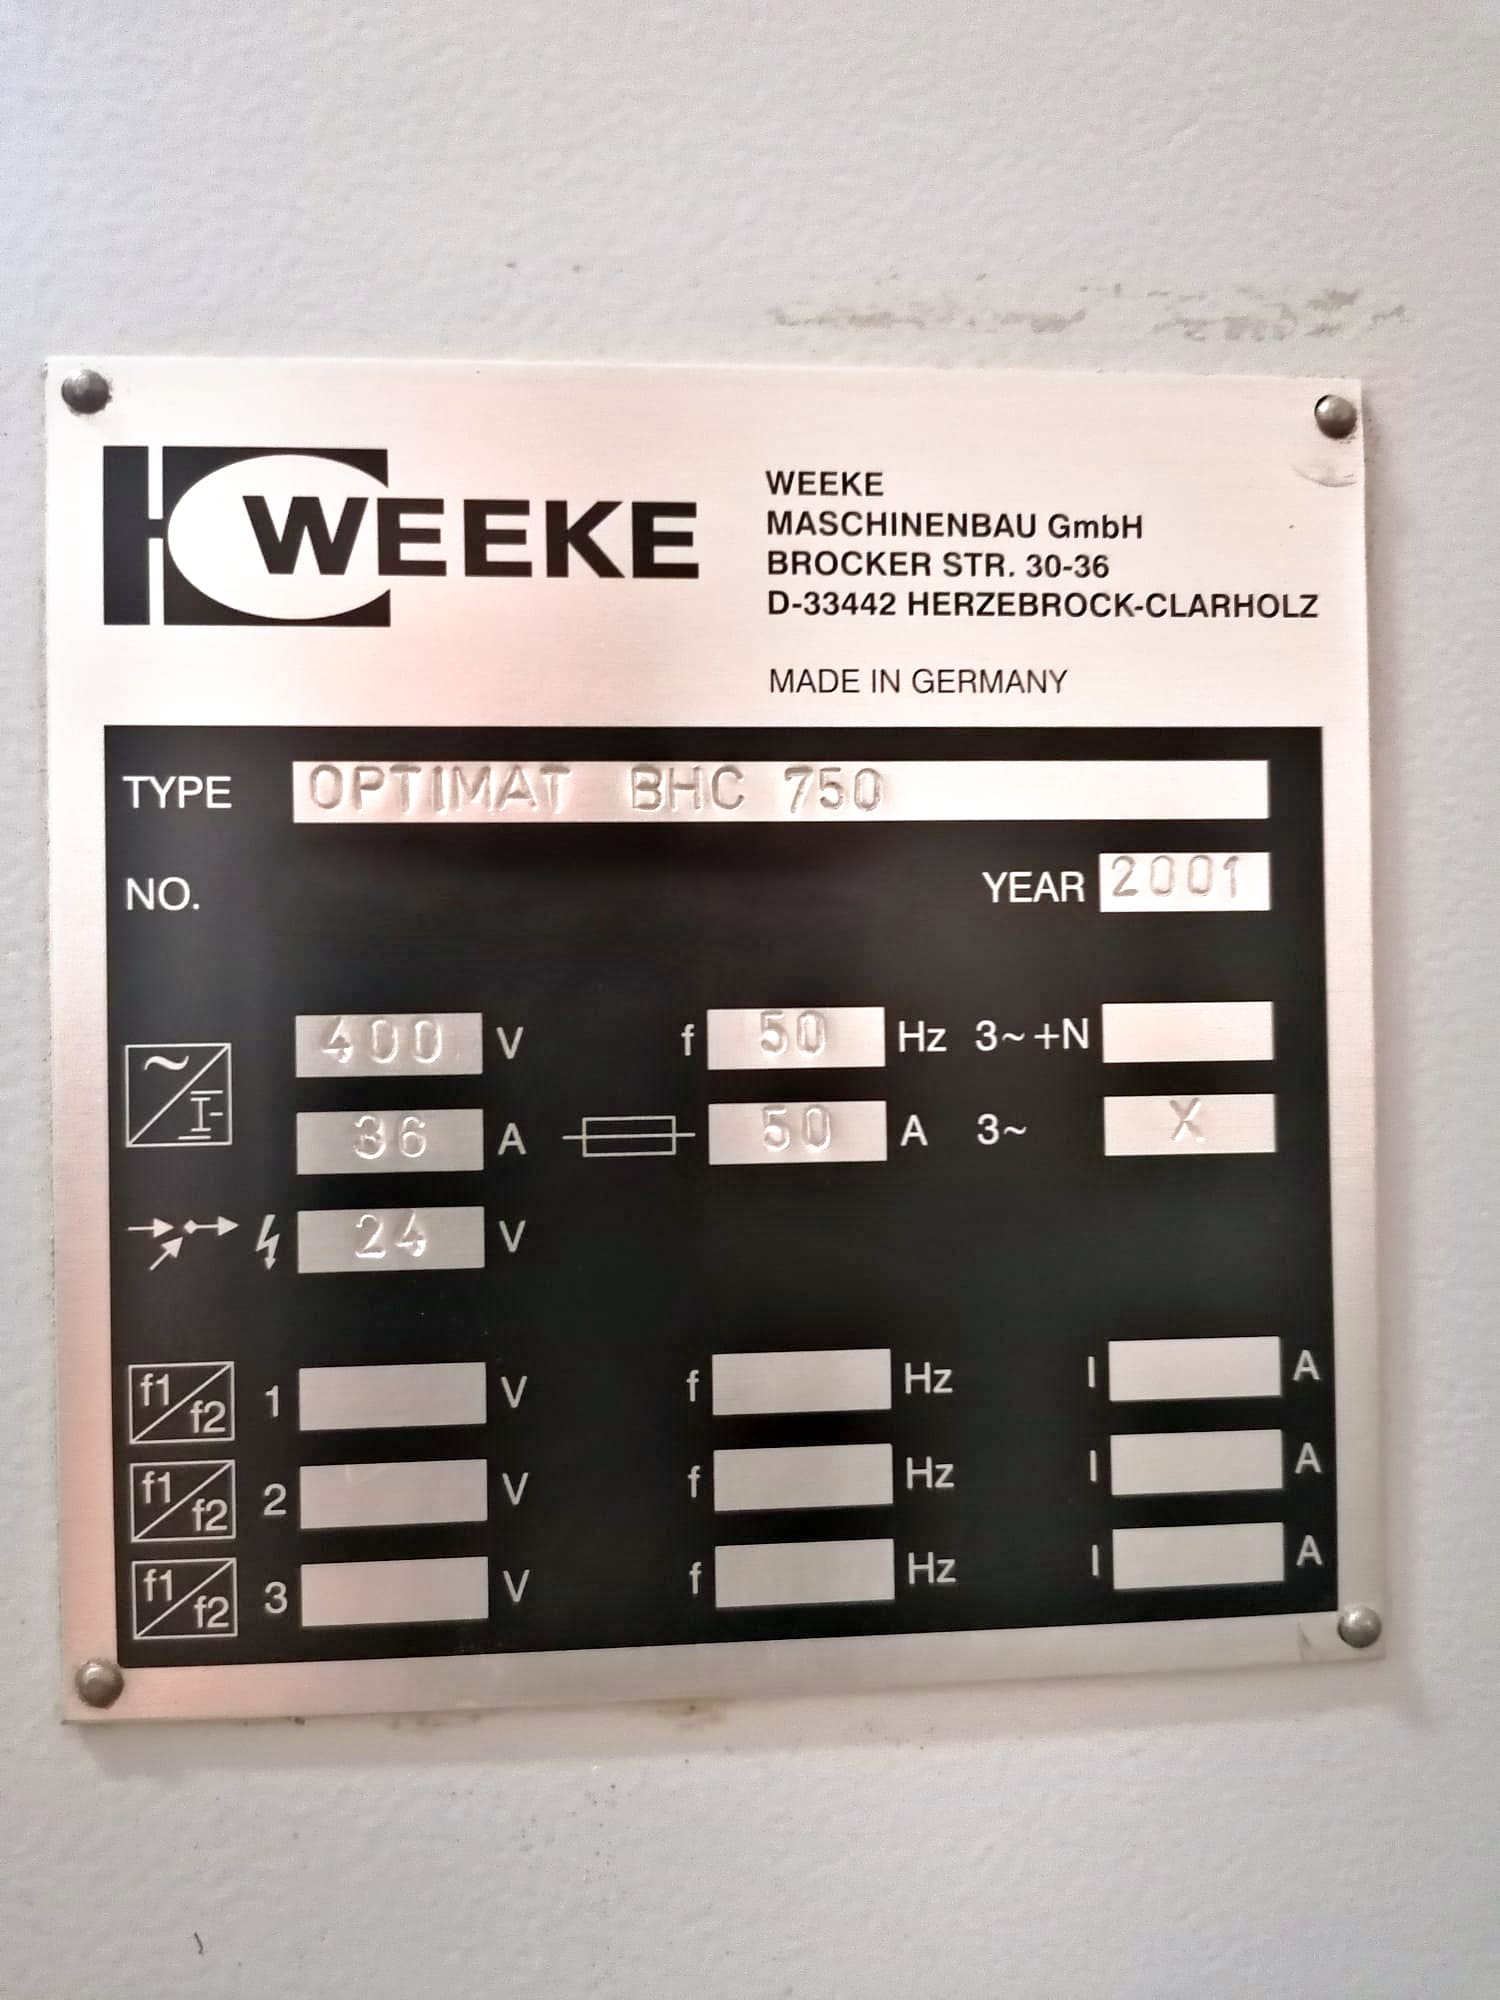 WEEKE
WEEKE
MASCHINENBAU GmbH
BROCKER STR. 30-36
D-33442 HERZEBROCK-CLARHOLZ
MADE IN GERMANY
TYPE OPTIMAT BHC 750
NO. YEAR 2001
400 V f 50 Hz 3~+N
36 A 50 A 3~ X
24 V
f1/f2 1 V f Hz I A
f1/f2 2 V f Hz I A
f1/f2 3 V f Hz I A